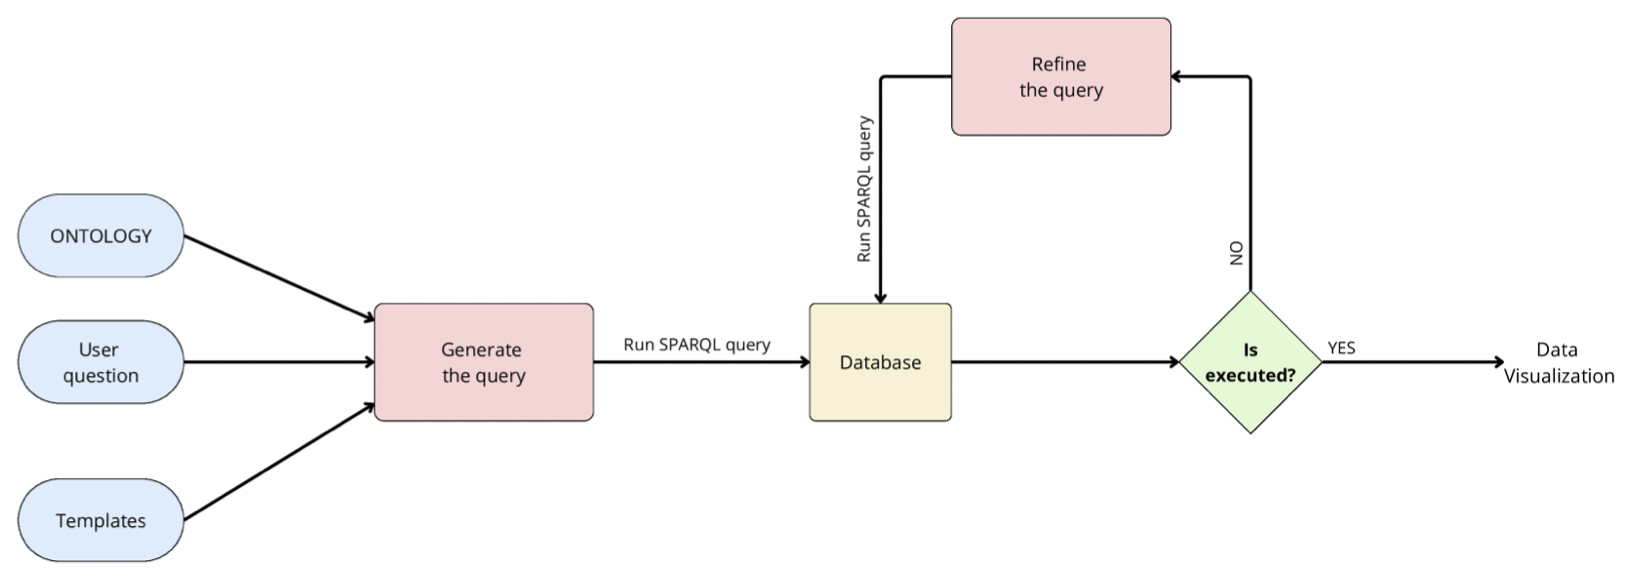 Refine
the query
Run SPARQL query
NO
ONTOLOGY
User
question
Templates
Generate
the query
Run SPARQL query
Database
Is
executed?
YES
Data
Visualization